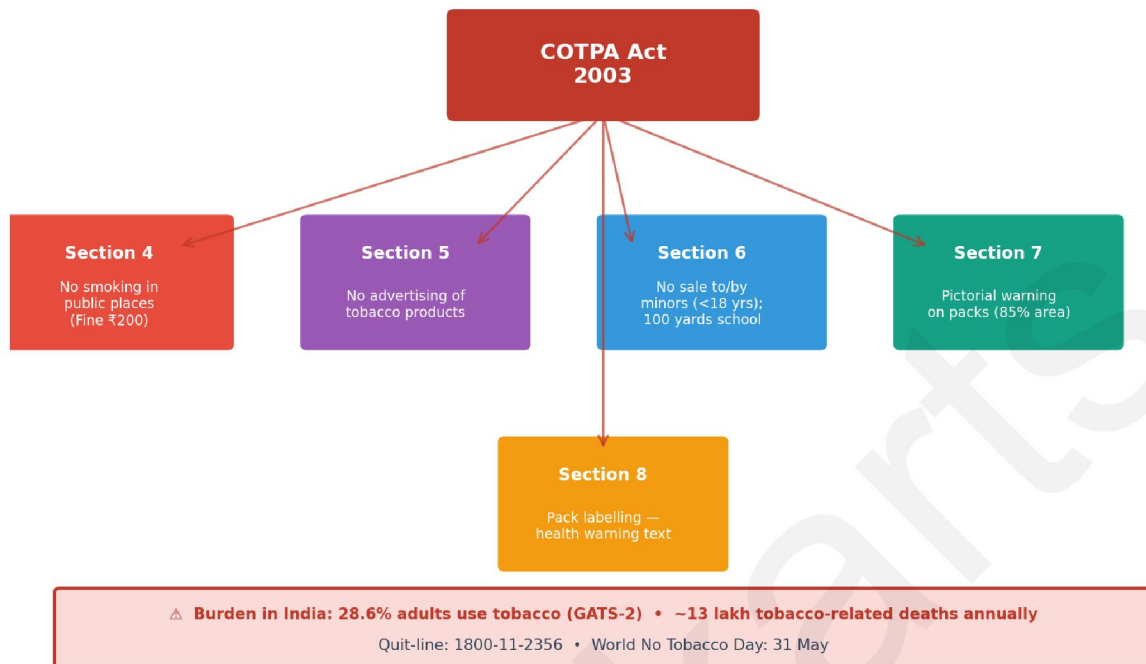 COTPA Act
2003
Section 4
No smoking in
public places
(Fine ₹200)
Section 5
No advertising of
tobacco products
Section 6
No sale to/by
minors (<18 yrs);
100 yards school
Section 7
Pictorial warning
on packs (85% area)
Section 8
Pack labelling —
health warning text
⚠ Burden in India: 28.6% adults use tobacco (GATS-2) • ~13 lakh tobacco-related deaths annually
Quit-line: 1800-11-2356 • World No Tobacco Day: 31 May